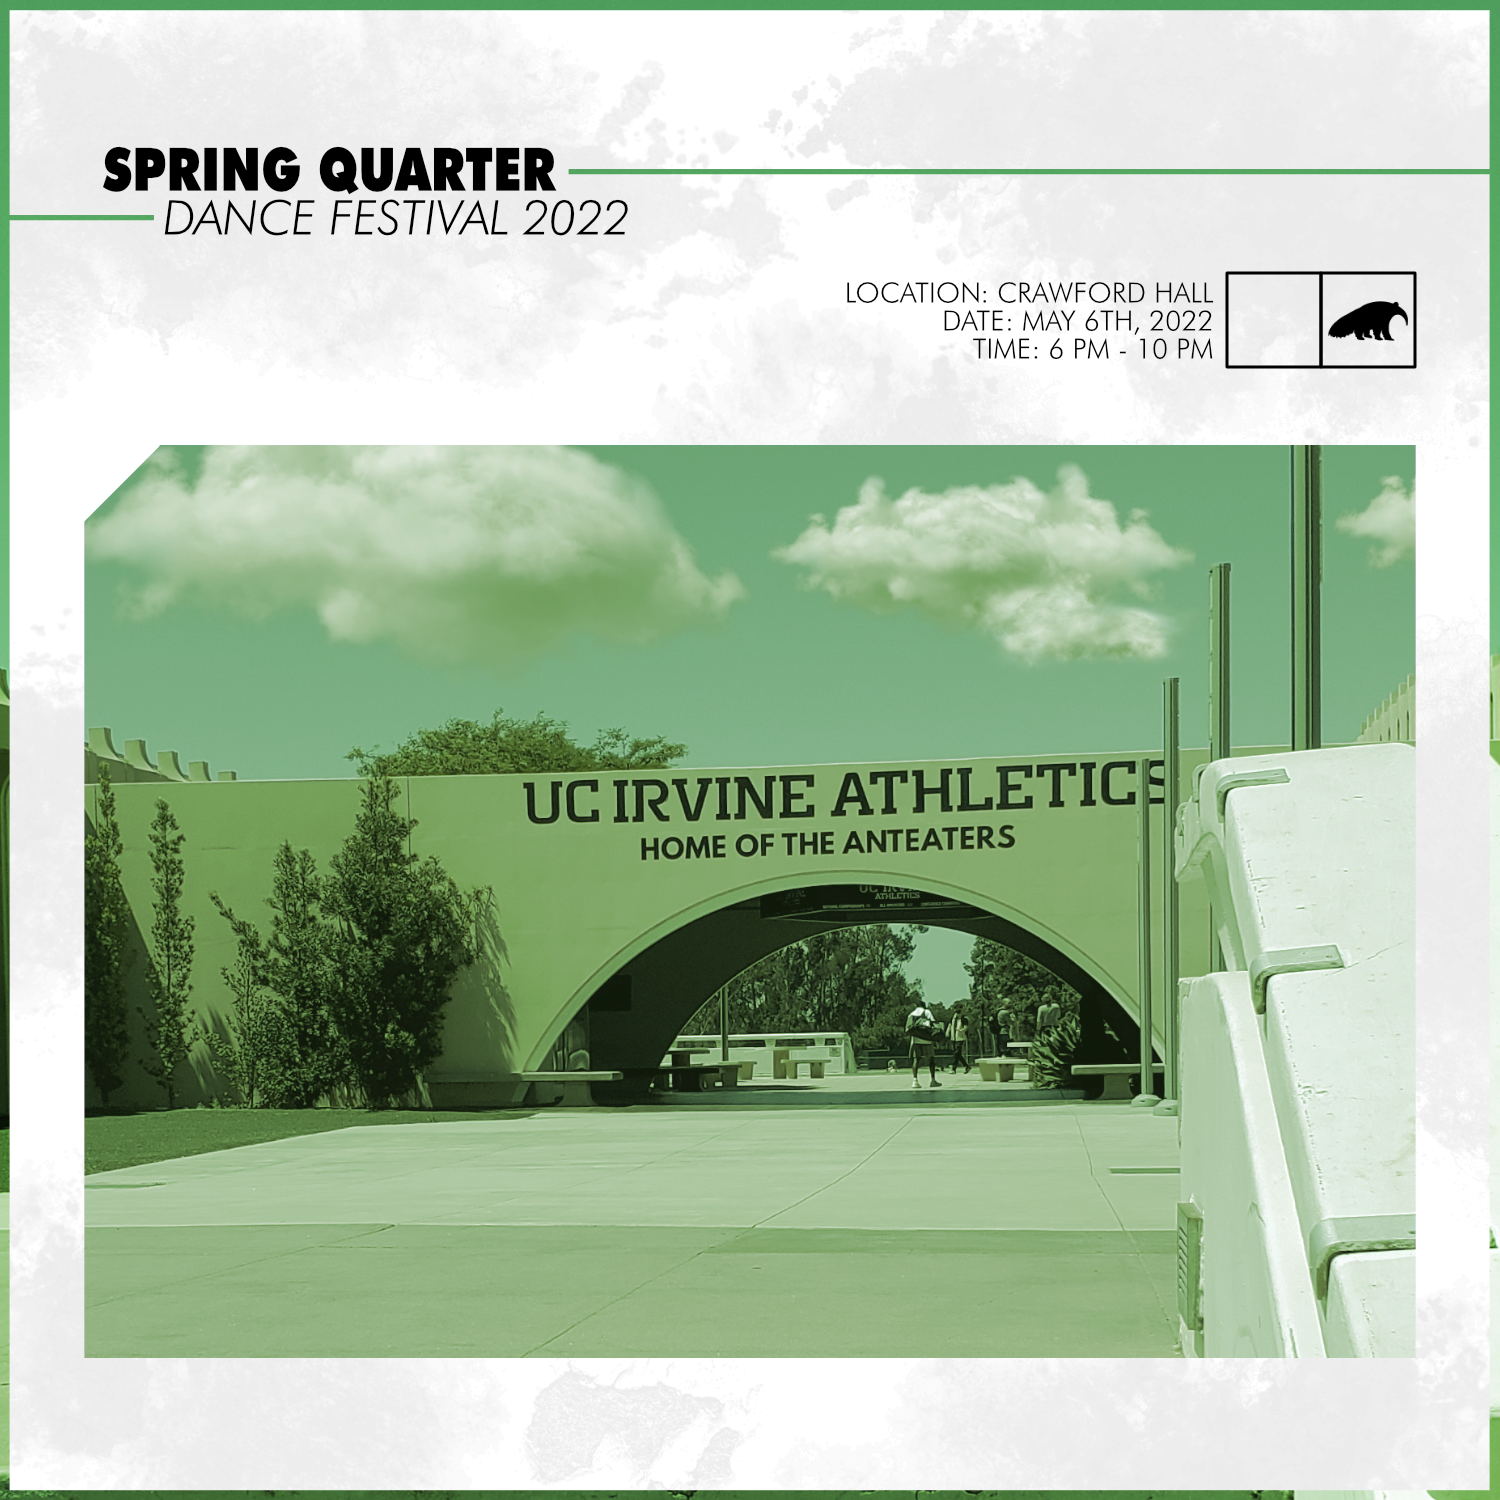 SPRING QUARTER
DANCE FESTIVAL 2022
LOCATION: CRAWFORD HALL
DATE: MAY 6TH, 2022
TIME: 6 PM - 10 PM
UC IRVINE ATHLETICS
HOME OF THE ANTEATERS
ATHLETICS